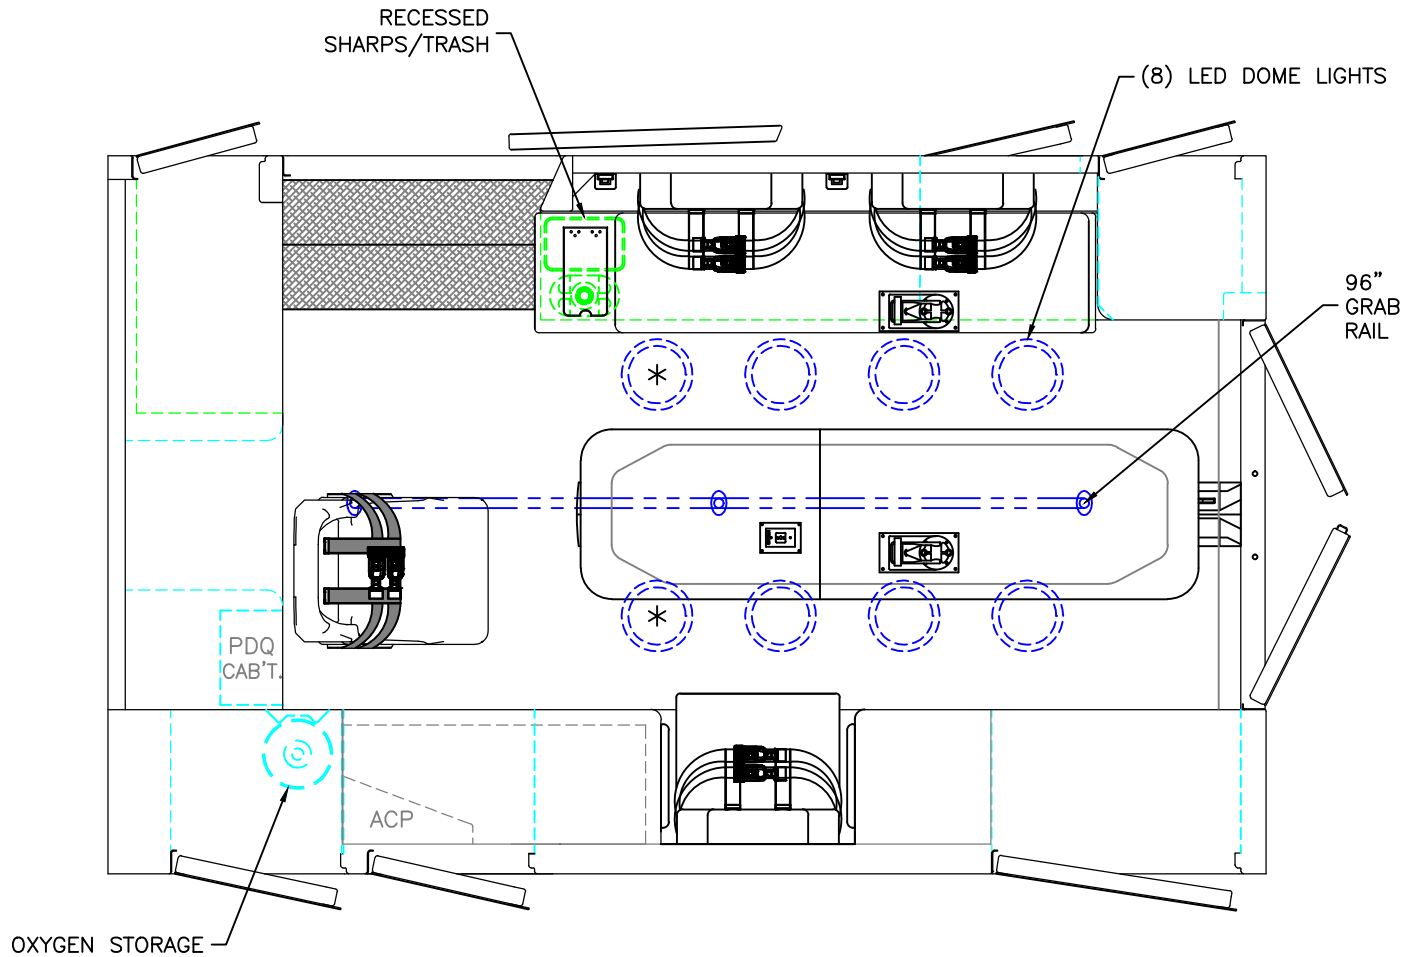 RECESSED
SHARPS/TRASH
(8) LED DOME LIGHTS
96”
GRAB
RAIL
PDQ
CAB'T.
ACP
OXYGEN STORAGE